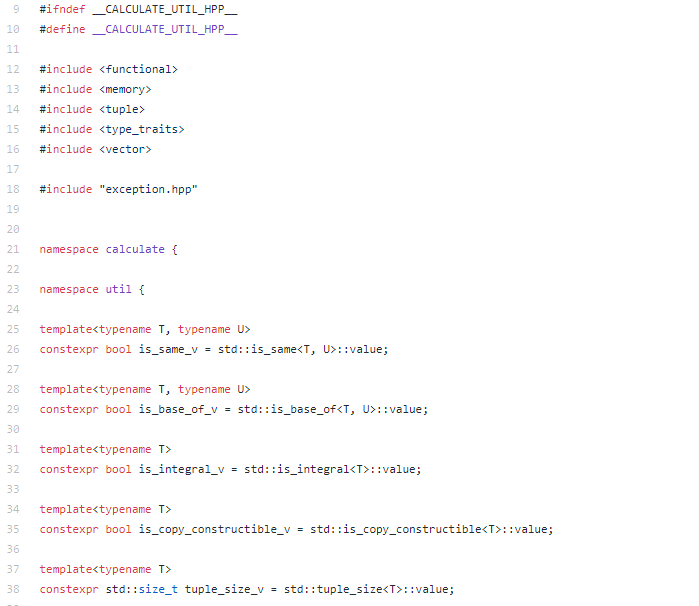 9 #ifndef __CALCULATE_UTIL_HPP__
10 #define __CALCULATE_UTIL_HPP__
11
12 #include <functional>
13 #include <memory>
14 #include <tuple>
15 #include <type_traits>
16 #include <vector>
17
18 #include "exception.hpp"
19
20
21 namespace calculate {
22
23 namespace util {
24
25 template<typename T, typename U>
26 constexpr bool is_same_v = std::is_same<T, U>::value;
27
28 template<typename T, typename U>
29 constexpr bool is_base_of_v = std::is_base_of<T, U>::value;
30
31 template<typename T>
32 constexpr bool is_integral_v = std::is_integral<T>::value;
33
34 template<typename T>
35 constexpr bool is_copy_constructible_v = std::is_copy_constructible<T>::value;
36
37 template<typename T>
38 constexpr std::size_t tuple_size_v = std::tuple_size<T>::value;